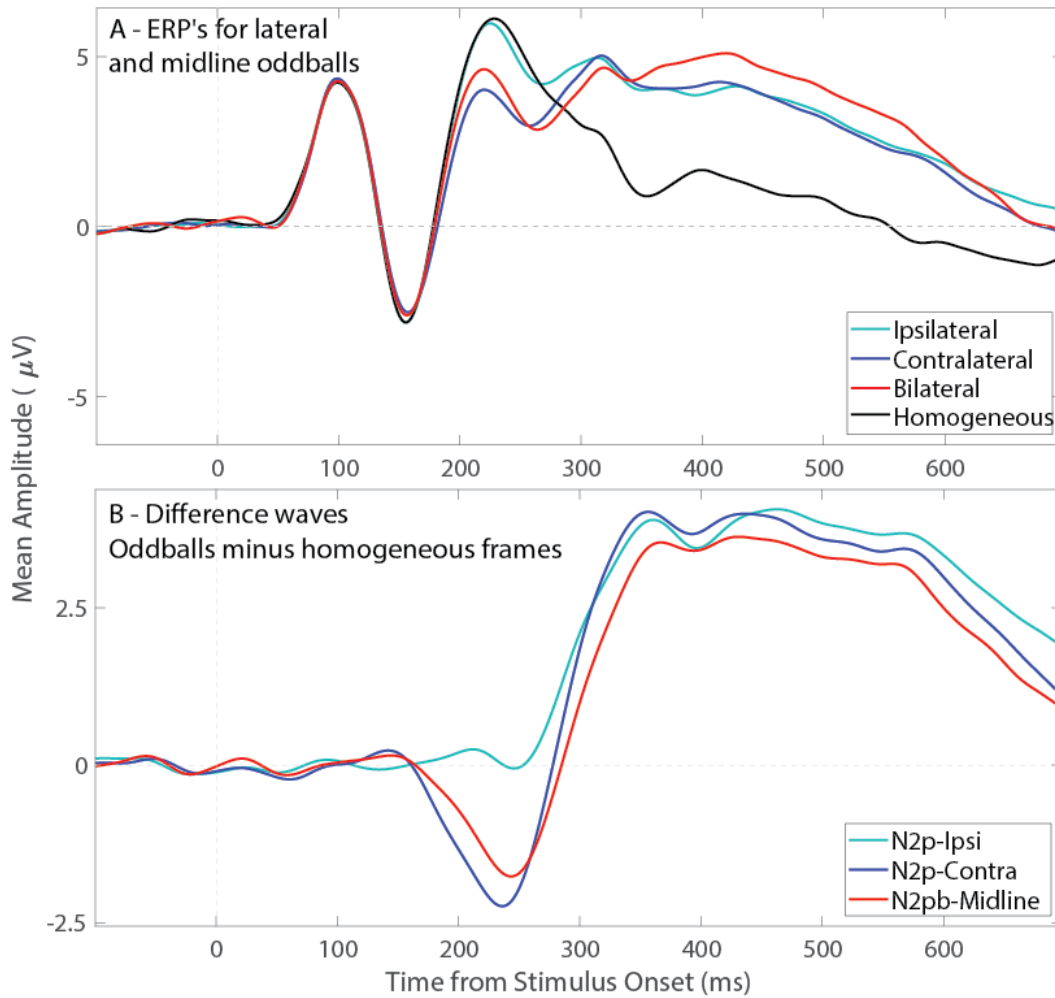 A - ERP's for lateral
and midline oddballs
5
0
-5
Ipsilateral
Contralateral
Bilateral
Homogeneous
0 100 200 300 400 500 600
Mean Amplitude ( μV)
B - Difference waves
Oddballs minus homogeneous frames
2.5
0
-2.5
N2p-Ipsi
N2p-Contra
N2pb-Midline
0 100 200 300 400 500 600
Time from Stimulus Onset (ms)